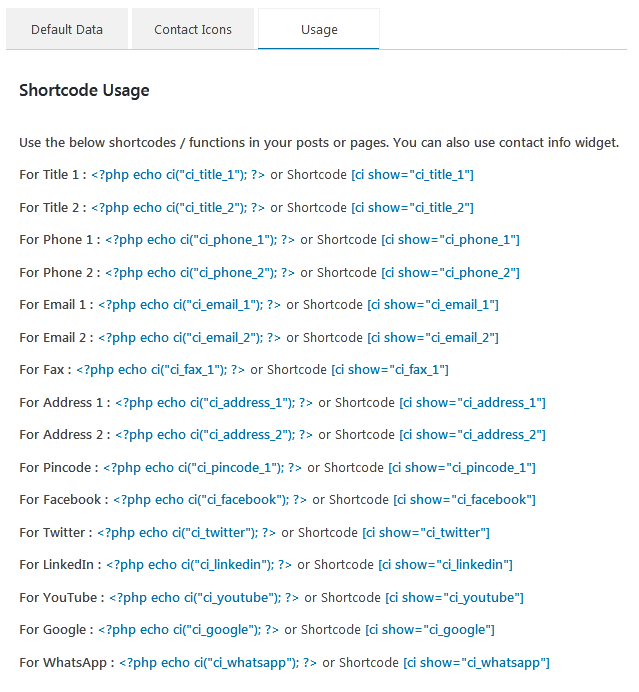 Default Data Contact Icons Usage
Shortcode Usage
Use the below shortcodes / functions in your posts or pages. You can also use contact info widget.
For Title 1 : <?php echo ci("ci_title_1"); ?> or Shortcode [ci show="ci_title_1"]
For Title 2 : <?php echo ci("ci_title_2"); ?> or Shortcode [ci show="ci_title_2"]
For Phone 1 : <?php echo ci("ci_phone_1"); ?> or Shortcode [ci show="ci_phone_1"]
For Phone 2 : <?php echo ci("ci_phone_2"); ?> or Shortcode [ci show="ci_phone_2"]
For Email 1 : <?php echo ci("ci_email_1"); ?> or Shortcode [ci show="ci_email_1"]
For Email 2 : <?php echo ci("ci_email_2"); ?> or Shortcode [ci show="ci_email_2"]
For Fax : <?php echo ci("ci_fax_1"); ?> or Shortcode [ci show="ci_fax_1"]
For Address 1 : <?php echo ci("ci_address_1"); ?> or Shortcode [ci show="ci_address_1"]
For Address 2 : <?php echo ci("ci_address_2"); ?> or Shortcode [ci show="ci_address_2"]
For Pincode : <?php echo ci("ci_pincode_1"); ?> or Shortcode [ci show="ci_pincode_1"]
For Facebook : <?php echo ci("ci_facebook"); ?> or Shortcode [ci show="ci_facebook"]
For Twitter : <?php echo ci("ci_twitter"); ?> or Shortcode [ci show="ci_twitter"]
For LinkedIn : <?php echo ci("ci_linkedin"); ?> or Shortcode [ci show="ci_linkedin"]
For YouTube : <?php echo ci("ci_youtube"); ?> or Shortcode [ci show="ci_youtube"]
For Google : <?php echo ci("ci_google"); ?> or Shortcode [ci show="ci_google"]
For WhatsApp : <?php echo ci("ci_whatsapp"); ?> or Shortcode [ci show="ci_whatsapp"]